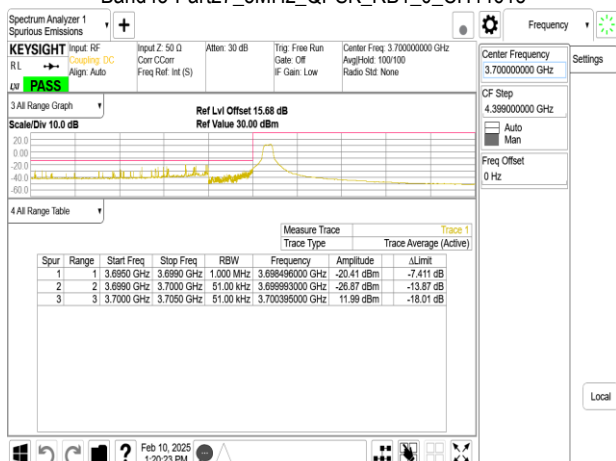 Spectrum Analyzer 1
Spurious Emissions
+
Frequency
KEYSIGHT Input: RF Input Z: 50 Ω Atten: 30 dB Trig: Free Run Center Freq: 3.700000000 GHz
RL Coupling: DC Corr CCorr Gate: Off Avg|Hold: 100/100
Align: Auto Freq Ref: Int (S) IF Gain: Low Radio Std: None
PASS
Center Frequency
3.700000000 GHz
Settings
CF Step
4.399000000 GHz
Auto
Man
Freq Offset
0 Hz
3 All Range Graph
Ref Lvl Offset 15.68 dB
Scale/Div 10.0 dB Ref Value 30.00 dBm
20.0
0.00
-20.0
-40.0
-60.0
4 All Range Table
Measure Trace Trace 1
Trace Type Trace Average (Active)
Spur Range Start Freq Stop Freq RBW Frequency Amplitude ΔLimit
1 1 3.6950 GHz 3.6990 GHz 1.000 MHz 3.698496000 GHz -20.41 dBm -7.411 dB
2 2 3.6990 GHz 3.7000 GHz 51.00 kHz 3.699993000 GHz -26.87 dBm -13.87 dB
3 3 3.7000 GHz 3.7050 GHz 51.00 kHz 3.700395000 GHz 11.99 dBm -18.01 dB
Local
?
Feb 10, 2025
1:20:23 PM